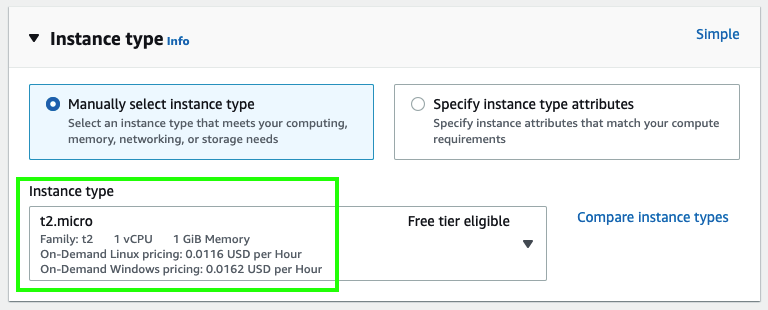 Instance type Info
Simple
Manually select instance type
Select an instance type that meets your computing,
memory, networking, or storage needs
Specify instance type attributes
Specify instance attributes that match your compute
requirements
Instance type
t2.micro
Free tier eligible
Family: t2 1 vCPU 1 GiB Memory
On-Demand Linux pricing: 0.0116 USD per Hour
On-Demand Windows pricing: 0.0162 USD per Hour
Compare instance types